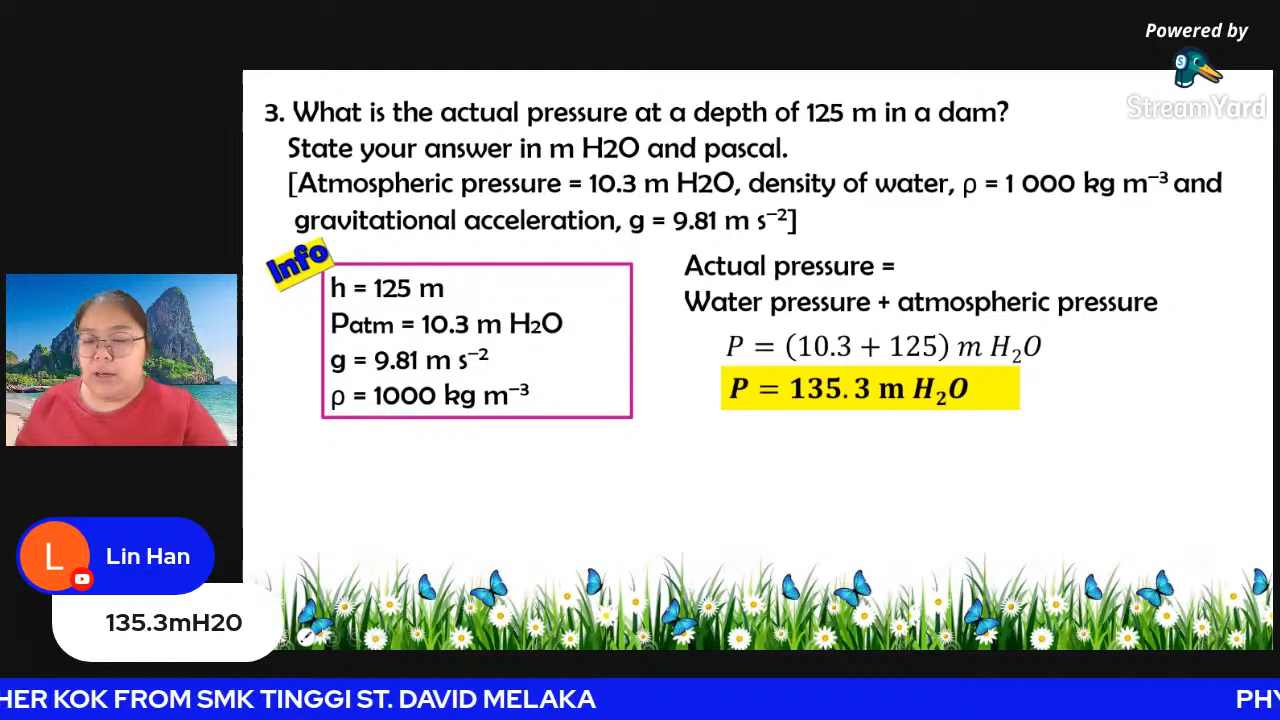 Powered by
S
StreamYard
3. What is the actual pressure at a depth of 125 m in a dam?
State your answer in m H2O and pascal.
[Atmospheric pressure = 10.3 m H2O, density of water, ρ = 1 000 kg m⁻³ and
gravitational acceleration, g = 9.81 m s⁻²]
Info
h = 125 m
Patm = 10.3 m H₂O
g = 9.81 m s⁻²
ρ = 1000 kg m⁻³
Actual pressure =
Water pressure + atmospheric pressure
P = (10.3 + 125) m H₂O
P = 135.3 m H₂O
L
Lin Han
135.3mH2O
HER KOK FROM SMK TINGGI ST. DAVID MELAKA
PHY